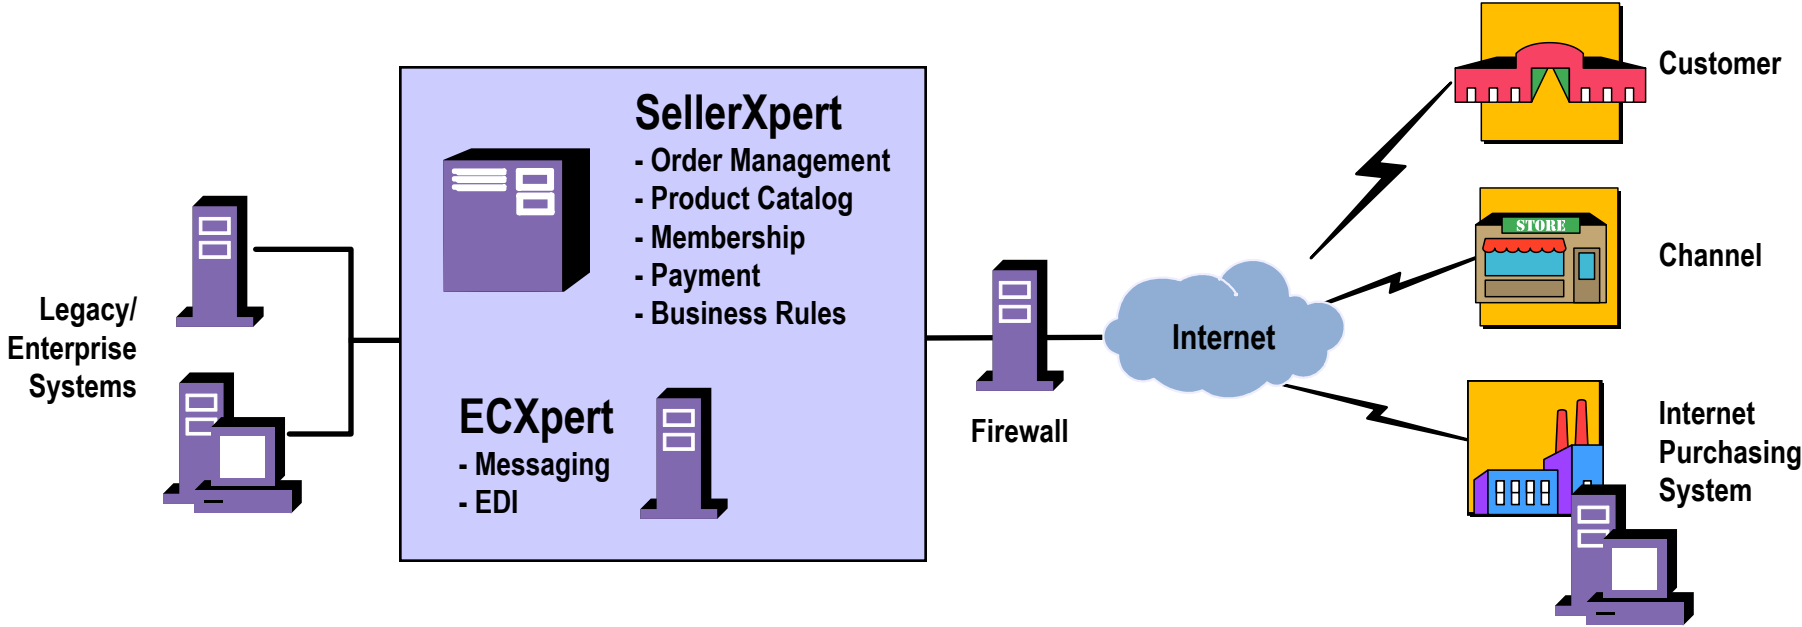 Legacy/
Enterprise
Systems
SellerXpert
- Order Management
- Product Catalog
- Membership
- Payment
- Business Rules
ECXpert
- Messaging
- EDI
Firewall
Internet
Customer
STORE
Channel
Internet
Purchasing
System